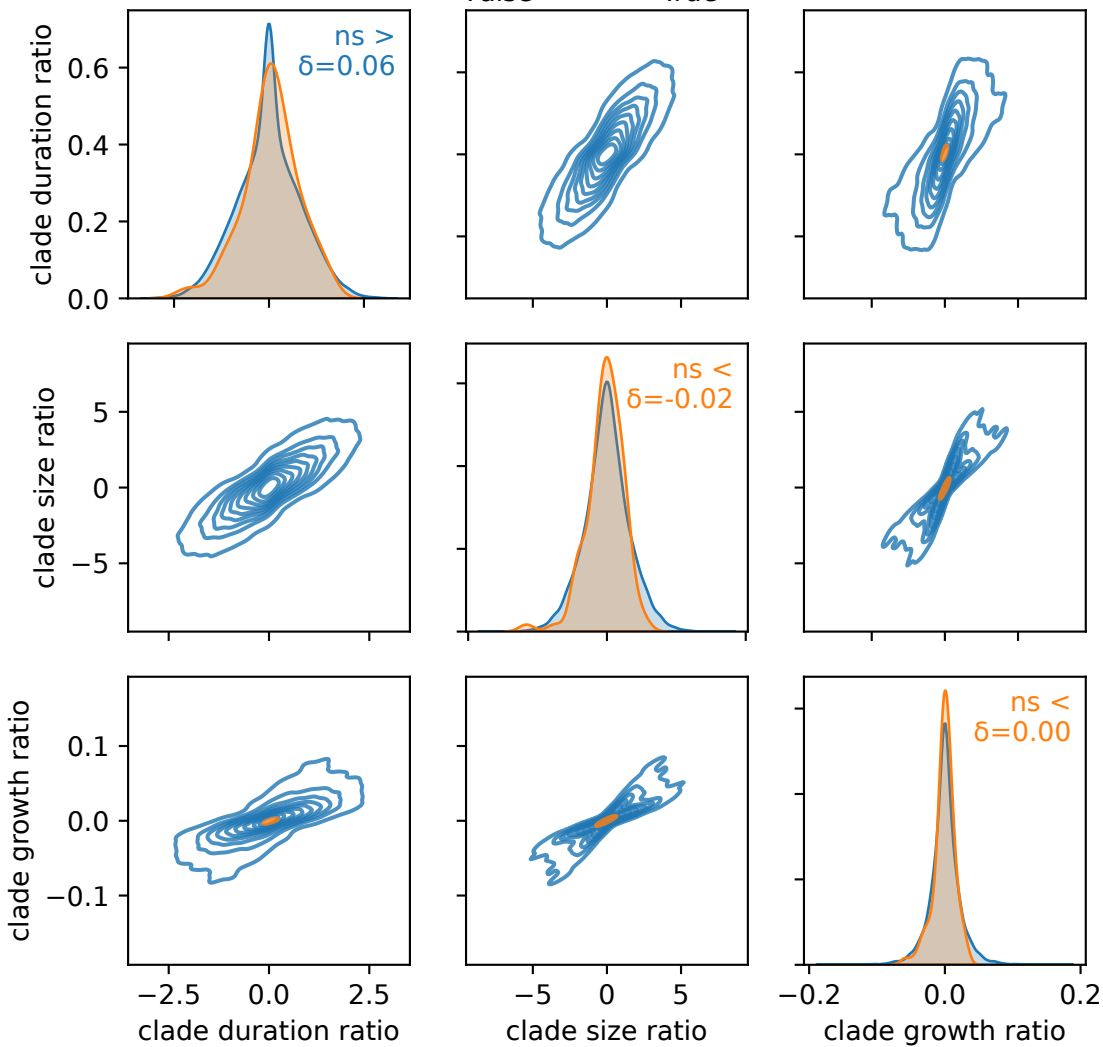 clade duration ratio
0.6
0.4
0.2
0.0
ns >
δ=0.06
clade size ratio
5
0
−5
ns <
δ=-0.02
clade growth ratio
0.1
0.0
−0.1
ns <
δ=0.00
−2.5 0.0 2.5
−5 0 5
−0.2 0.0 0.2
clade duration ratio
clade size ratio
clade growth ratio